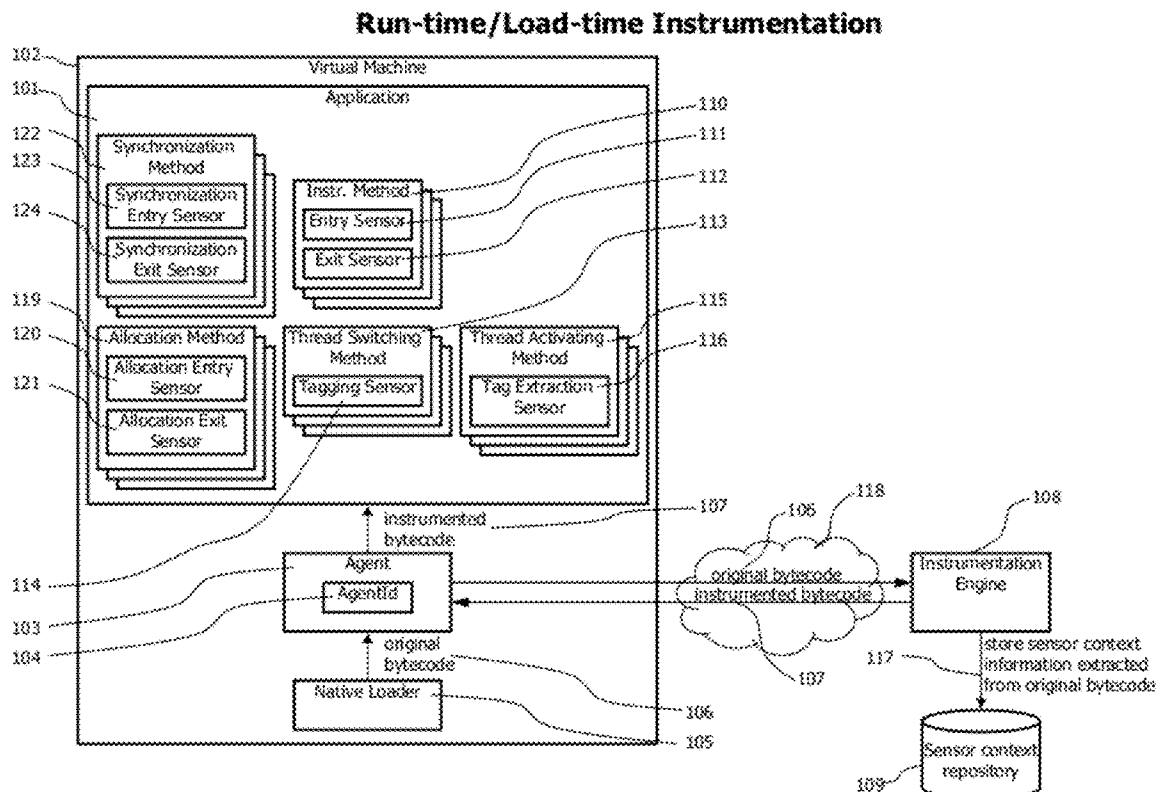 Run-time/Load-time Instrumentation
102
Virtual Machine
101
Application
110
122
111
Synchronization
Method
123
112
Synchronization
Entry Sensor
Instr. Method
Entry Sensor
124
113
Synchronization
Exit Sensor
Exit Sensor
119
115
Allocation Method
Thread Switching
Method
Thread Activating
Method
120
116
Allocation Entry
Sensor
Tagging Sensor
Tag Extraction
Sensor
121
Allocation Exit
Sensor
107
106
118
108
instrumented
bytecode
114
Agent
original bytecode
Instrumentation
Engine
AgentId
instrumented bytecode
103
104
original
bytecode
107
117
store sensor context
information extracted
from original bytecode
Native Loader
106
105
Sensor context
repository
109